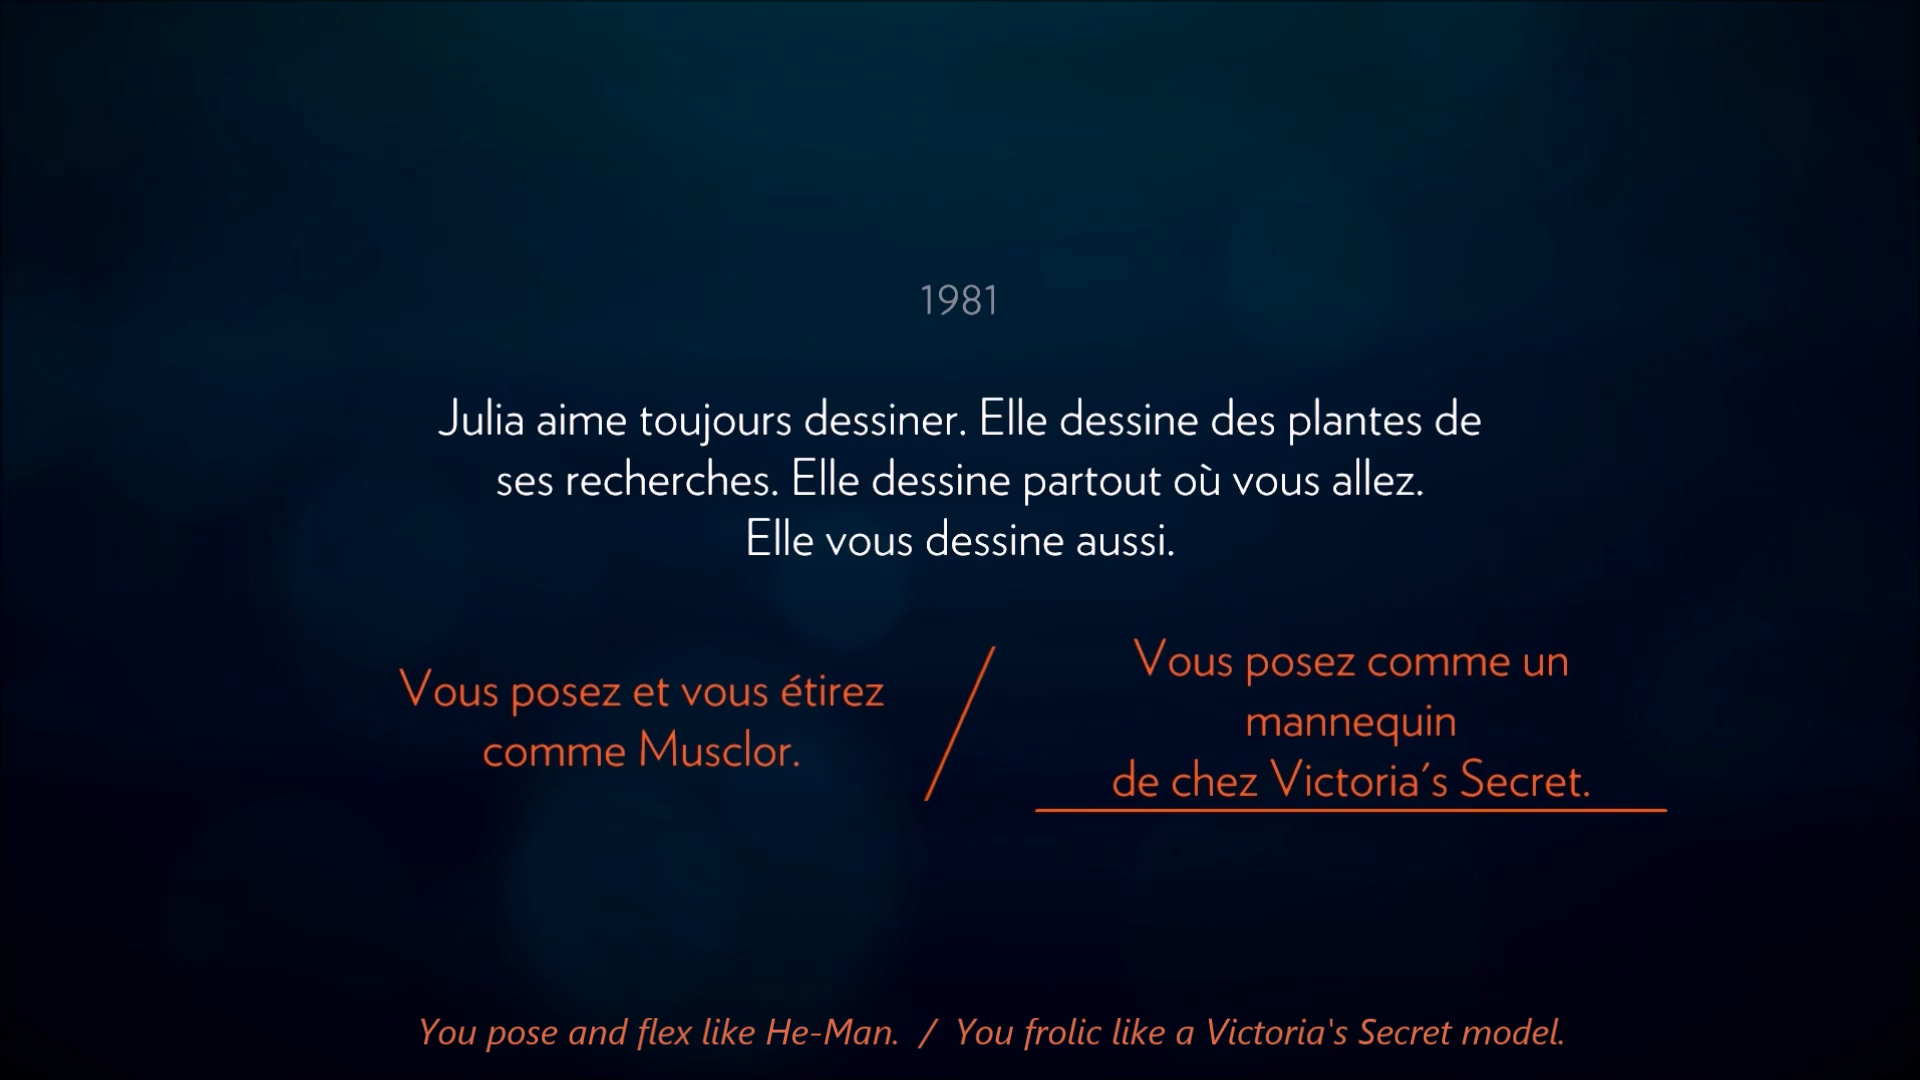 1981
Julia aime toujours dessiner. Elle dessine des plantes de
ses recherches. Elle dessine partout où vous allez.
Elle vous dessine aussi.
Vous posez et vous étirez
comme Musclor.
/
Vous posez comme un
mannequin
de chez Victoria's Secret.
You pose and flex like He-Man. / You frolic like a Victoria's Secret model.